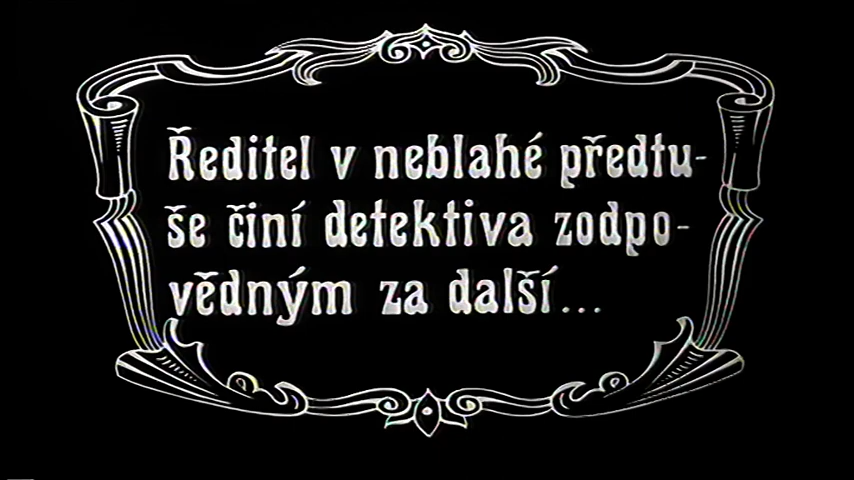 Ředitel v neblahé předtu-
še činí detektiva zodpo-
vědným za další...